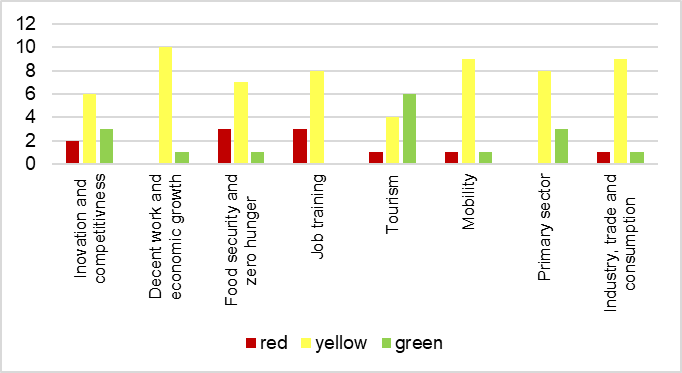 12
10
8
6
4
2
0
Inovation and
competitivness
Decent work and
economic growth
Food security and
zero hunger
Job training
Tourism
Mobility
Primary sector
Industry, trade and
consumption
red yellow green